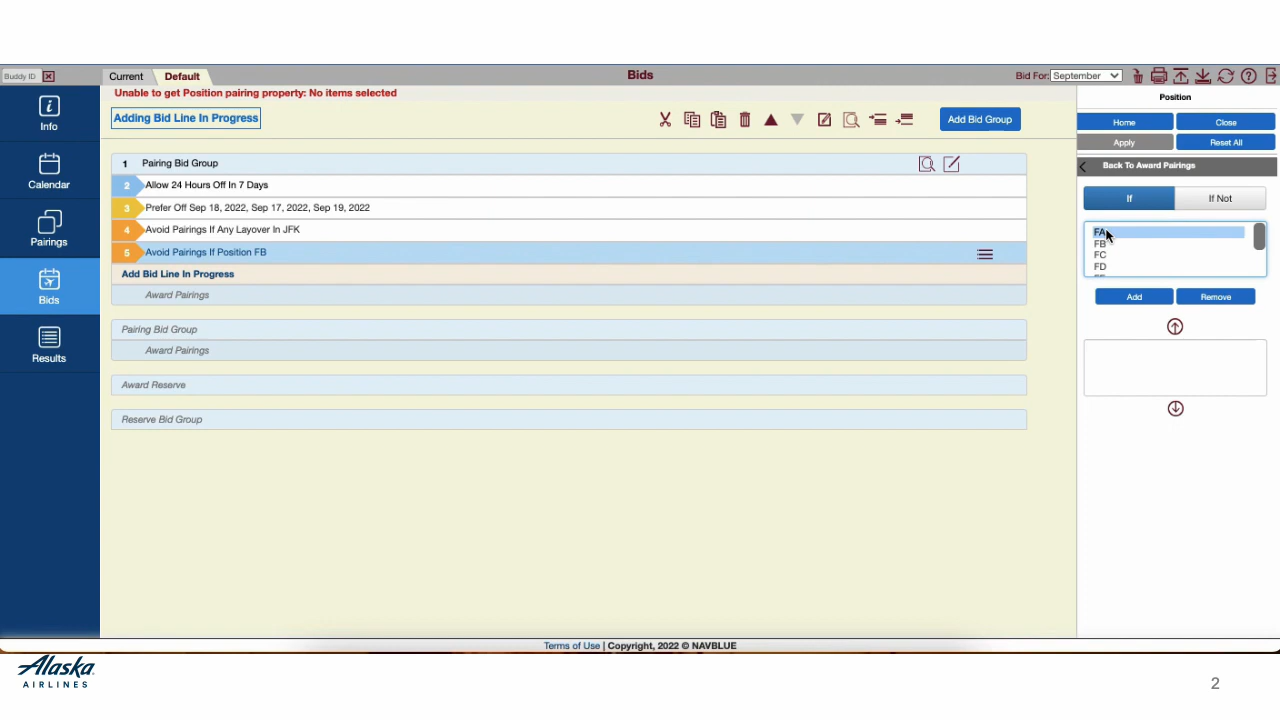 Buddy ID
Current Default
Bids
Bid For: September
Unable to get Position pairing property: No items selected
Adding Bid Line In Progress
Add Bid Group
Info
Calendar
Pairings
Bids
Results
1 Pairing Bid Group
2 Allow 24 Hours Off In 7 Days
3 Prefer Off Sep 18, 2022, Sep 17, 2022, Sep 19, 2022
4 Avoid Pairings If Any Layover In JFK
5 Avoid Pairings If Position FB
Add Bid Line In Progress
Award Pairings
Pairing Bid Group
Award Pairings
Award Reserve
Reserve Bid Group
Position
Home Close
Apply Reset All
Back To Award Pairings
If If Not
FA
FB
FC
FD
Add Remove
Terms of Use | Copyright, 2022 © NAVBLUE
Alaska
AIRLINES
2